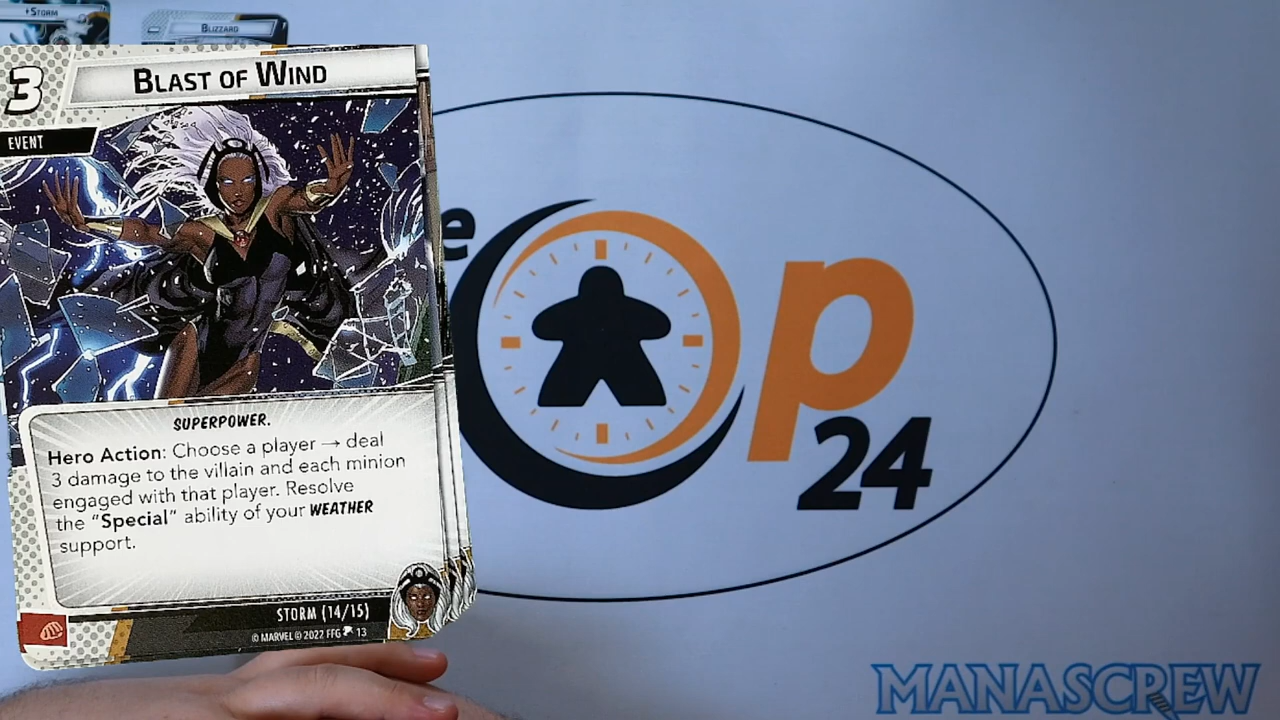 STORM
BLIZZARD
3
BLAST OF WIND
EVENT
SUPERPOWER.
Hero Action: Choose a player → deal
3 damage to the villain and each minion
engaged with that player. Resolve
the "Special" ability of your WEATHER
support.
STORM (14/15)
© MARVEL © 2022 FFG 13
e Op
24
MANASCREW